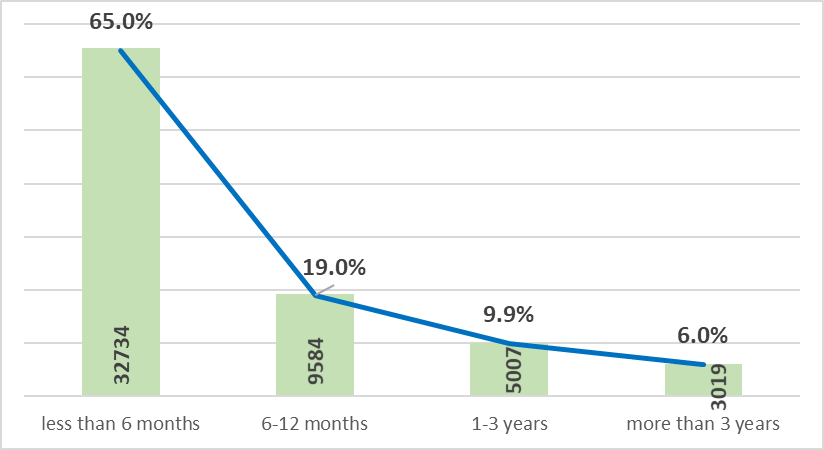 65.0%
19.0%
9.9%
6.0%
32734
9584
5007
3019
less than 6 months
6-12 months
1-3 years
more than 3 years